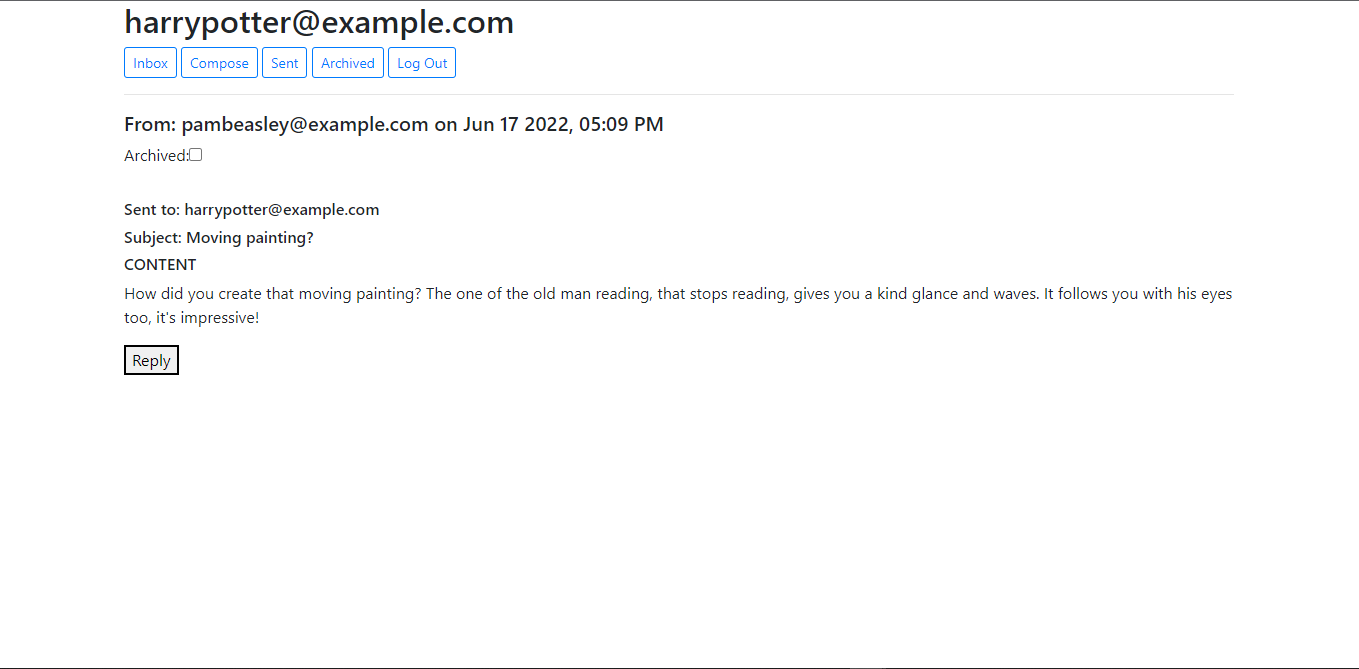 harrypotter@example.com
Inbox Compose Sent Archived Log Out
From: pambeasley@example.com on Jun 17 2022, 05:09 PM
Archived:
Sent to: harrypotter@example.com
Subject: Moving painting?
CONTENT
How did you create that moving painting? The one of the old man reading, that stops reading, gives you a kind glance and waves. It follows you with his eyes
too, it's impressive!
Reply